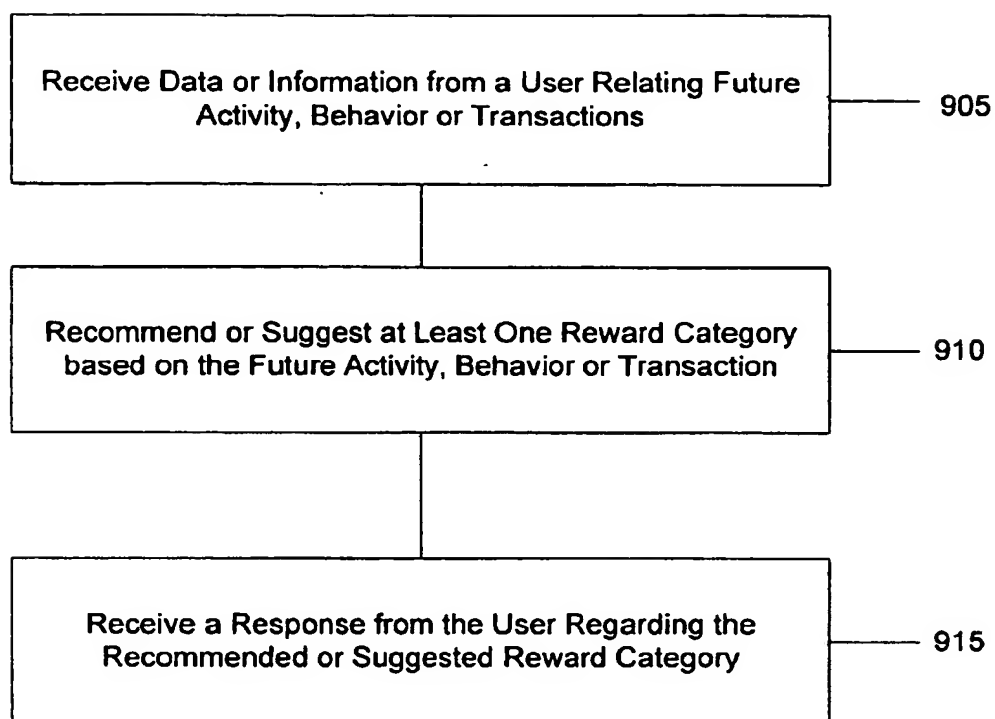 Receive Data or Information from a User Relating Future
Activity, Behavior or Transactions
905
Recommend or Suggest at Least One Reward Category
based on the Future Activity, Behavior or Transaction
910
Receive a Response from the User Regarding the
Recommended or Suggested Reward Category
915